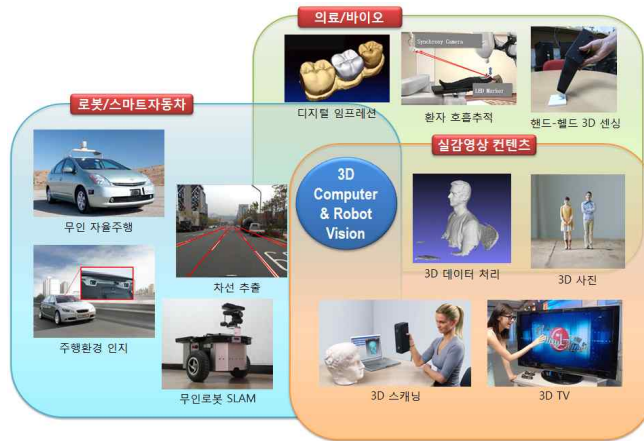 의료/바이오
Synchrony Camera
LED Marker
디지털 임프레션
환자 호흡추적
핸드-헬드 3D 센싱
로봇/스마트자동차
실감영상 컨텐츠
3D
Computer
& Robot
Vision
무인 자율주행
차선 추출
3D 데이터 처리
3D 사진
주행환경 인지
무인로봇 SLAM
3D 스캐닝
3D TV